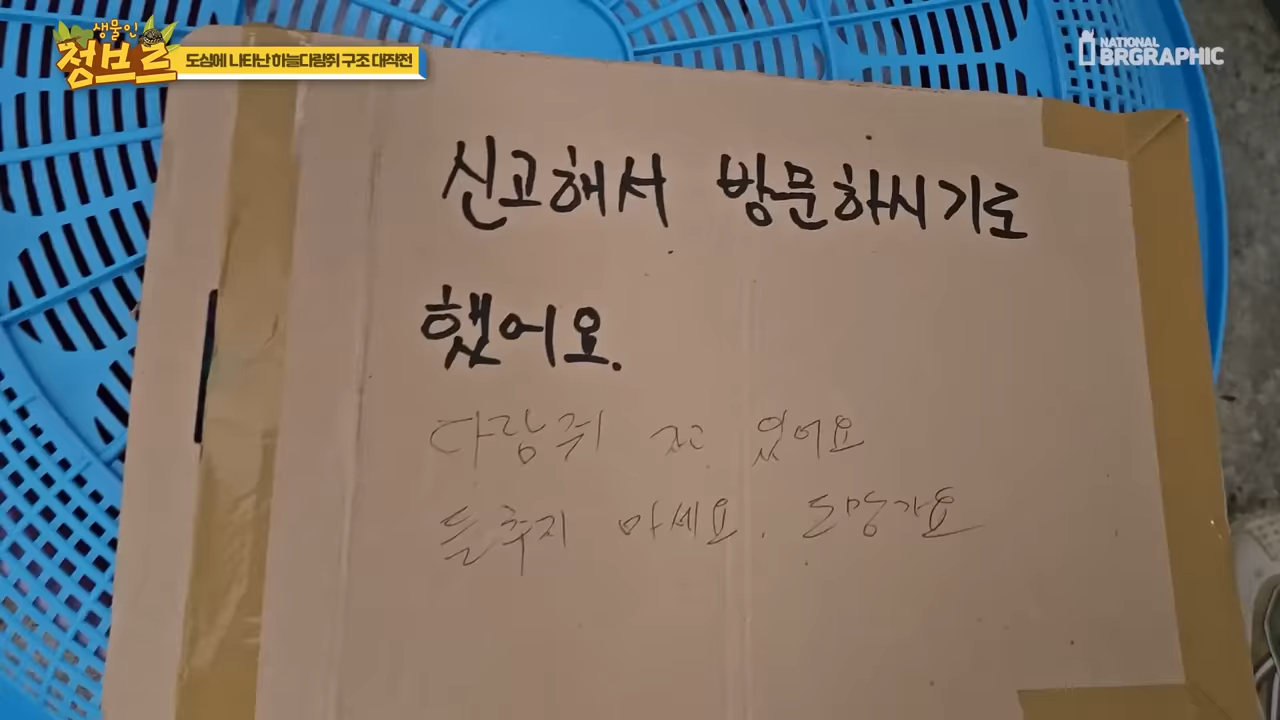 생물인
정브르
도심에 나타난 하늘다람쥐 구조 대작전
NATIONAL
BRGRAPHIC
신고해서 방문하시기로
했어요.
다람쥐 꼬 있어요
들추지 마세요. 도망가요